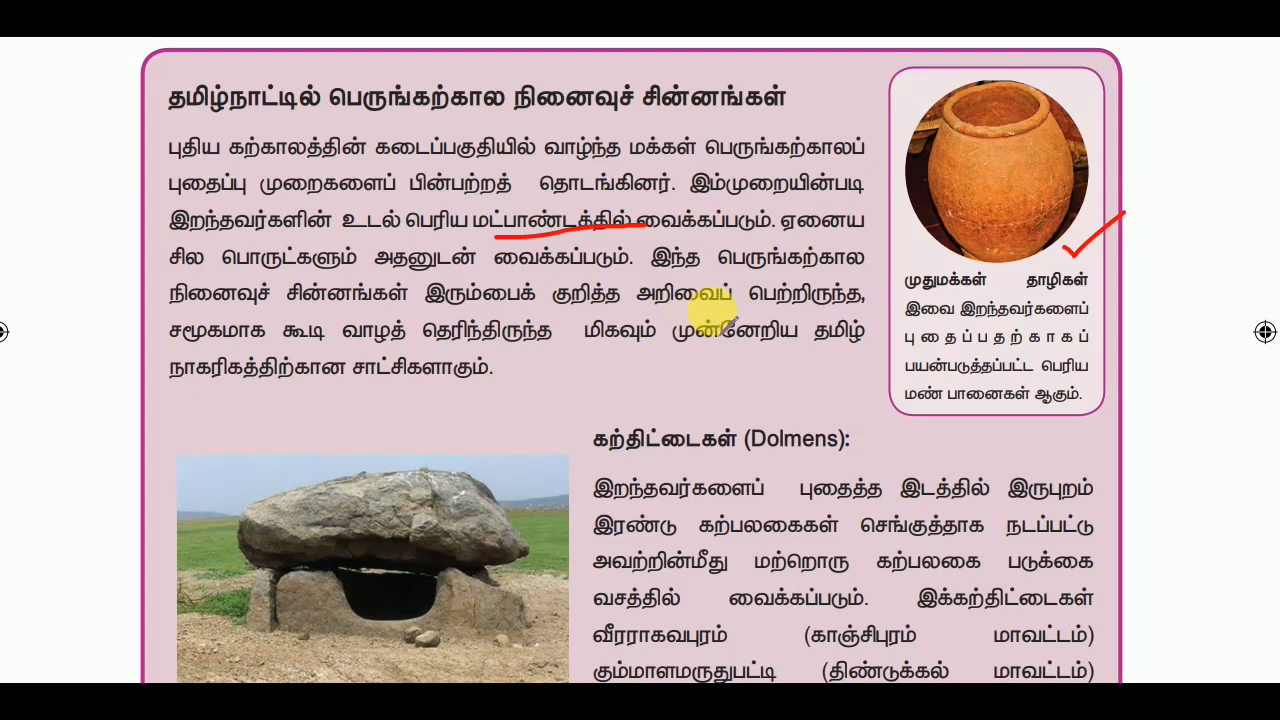 தமிழ்நாட்டில் பெருங்கற்கால நினைவுச் சின்னங்கள்
புதிய கற்காலத்தின் கடைப்பகுதியில் வாழ்ந்த மக்கள் பெருங்கற்காலப்
புதைப்பு முறைகளைப் பின்பற்றத் தொடங்கினர். இம்முறையின்படி
இறந்தவர்களின் உடல் பெரிய மட்பாண்டத்தில் வைக்கப்படும். ஏனைய
சில பொருட்களும் அதனுடன் வைக்கப்படும். இந்த பெருங்கற்கால
நினைவுச் சின்னங்கள் இரும்பைக் குறித்த அறிவைப் பெற்றிருந்த,
சமூகமாக கூடி வாழத் தெரிந்திருந்த மிகவும் முன்னேறிய தமிழ்
நாகரிகத்திற்கான சாட்சிகளாகும்.
முதுமக்கள் தாழிகள்
இவை இறந்தவர்களைப்
புதைப்பதற்காகப்
பயன்படுத்தப்பட்ட பெரிய
மண் பானைகள் ஆகும்.
கற்திட்டைகள் (Dolmens):
இறந்தவர்களைப் புதைத்த இடத்தில் இருபுறம்
இரண்டு கற்பலகைகள் செங்குத்தாக நடப்பட்டு
அவற்றின்மீது மற்றொரு கற்பலகை படுக்கை
வசத்தில் வைக்கப்படும். இக்கற்திட்டைகள்
வீரராகவபுரம் (காஞ்சிபுரம் மாவட்டம்)
கும்மாளமருதுபட்டி (திண்டுக்கல் மாவட்டம்)